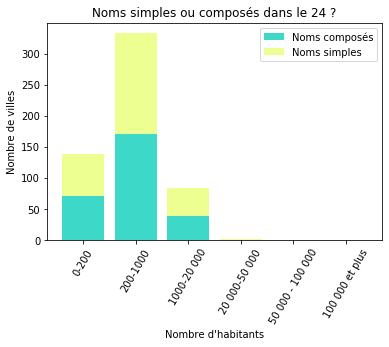 Noms simples ou composés dans le 24 ?
Noms composés
Noms simples
Nombre de villes
300
250
200
150
100
50
0
0-200
200-1000
1000-20 000
20 000-50 000
50 000 - 100 000
100 000 et plus
Nombre d'habitants